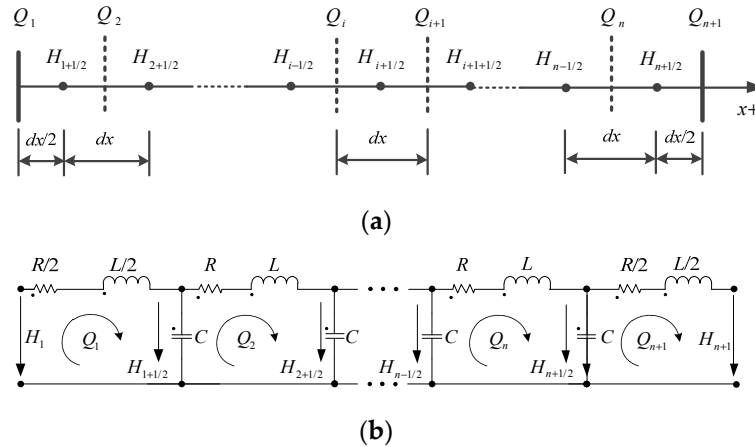 Q₁ Q₂ Qᵢ Qᵢ₊₁ Qₙ Qₙ₊₁
H₁₊₁/₂ H₂₊₁/₂ Hᵢ₋₁/₂ Hᵢ₊₁/₂ Hᵢ₊₁₊₁/₂ Hₙ₋₁/₂ Hₙ₊₁/₂
x+
dx/2 dx dx dx dx/2
(a)
R/2 L/2 R L R L R/2 L/2
H₁ Q₁ C Q₂ C C Qₙ C Qₙ₊₁ Hₙ₊₁
H₁₊₁/₂ H₂₊₁/₂ Hₙ₋₁/₂ Hₙ₊₁/₂
(b)